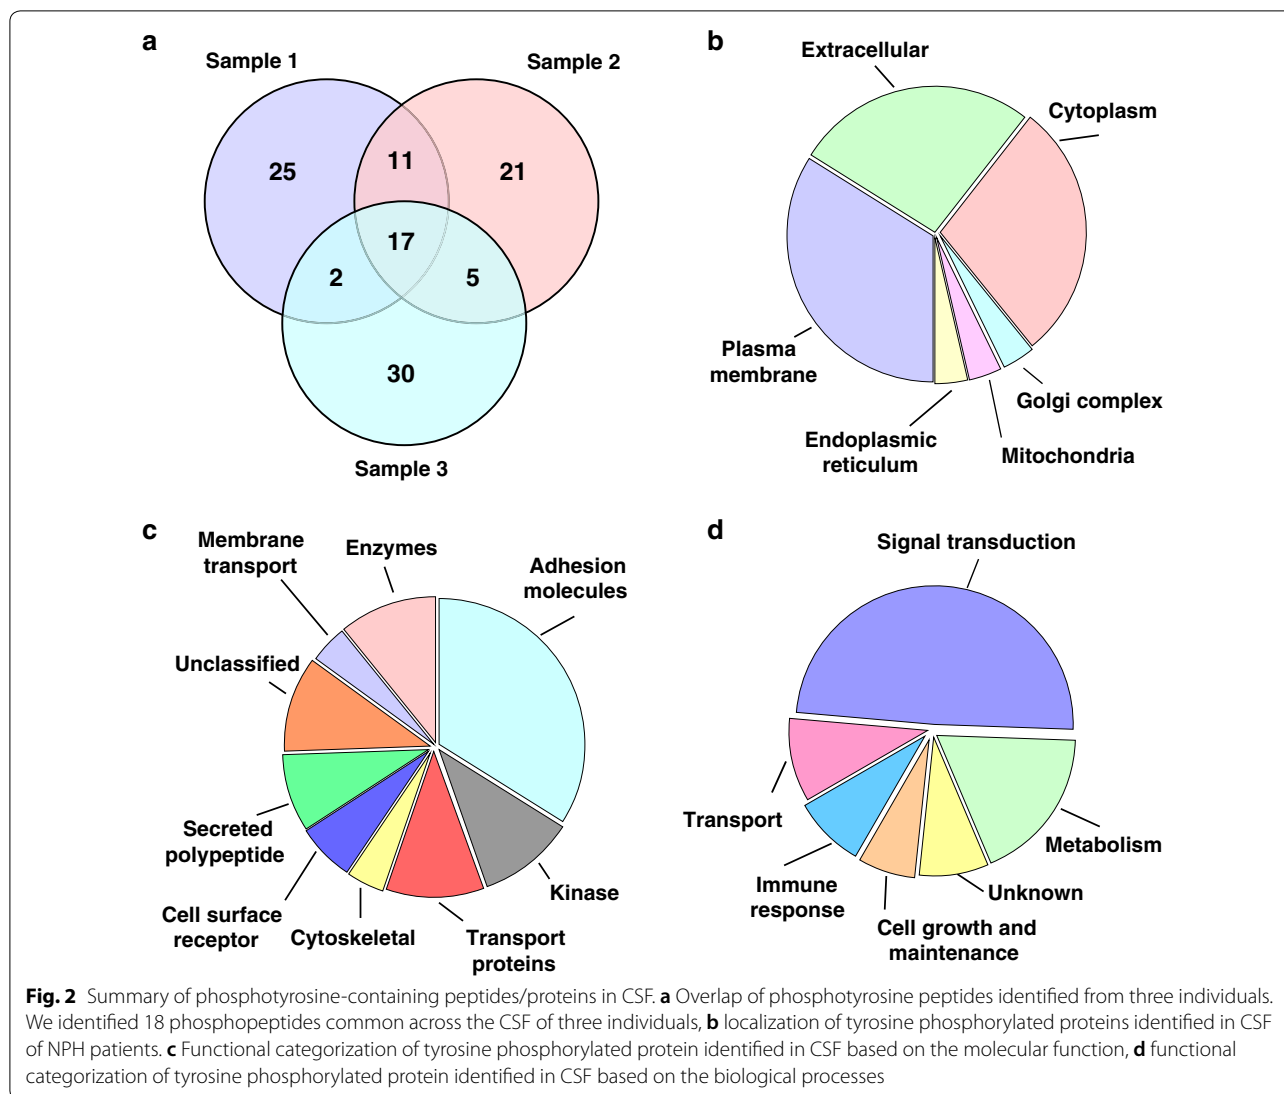 a
Sample 1
Sample 2
25
11
21
17
2
5
30
Sample 3
b
Extracellular
Cytoplasm
Plasma
membrane
Golgi complex
Endoplasmic
reticulum
Mitochondria
c
Membrane
transport
Enzymes
Adhesion
molecules
Unclassified
Secreted
polypeptide
Kinase
Cell surface
receptor
Cytoskeletal
Transport
proteins
d
Signal transduction
Transport
Metabolism
Immune
response
Unknown
Cell growth and
maintenance
Fig. 2 Summary of phosphotyrosine-containing peptides/proteins in CSF. a Overlap of phosphotyrosine peptides identified from three individuals.
We identified 18 phosphopeptides common across the CSF of three individuals, b localization of tyrosine phosphorylated proteins identified in CSF
of NPH patients. c Functional categorization of tyrosine phosphorylated protein identified in CSF based on the molecular function, d functional
categorization of tyrosine phosphorylated protein identified in CSF based on the biological processes